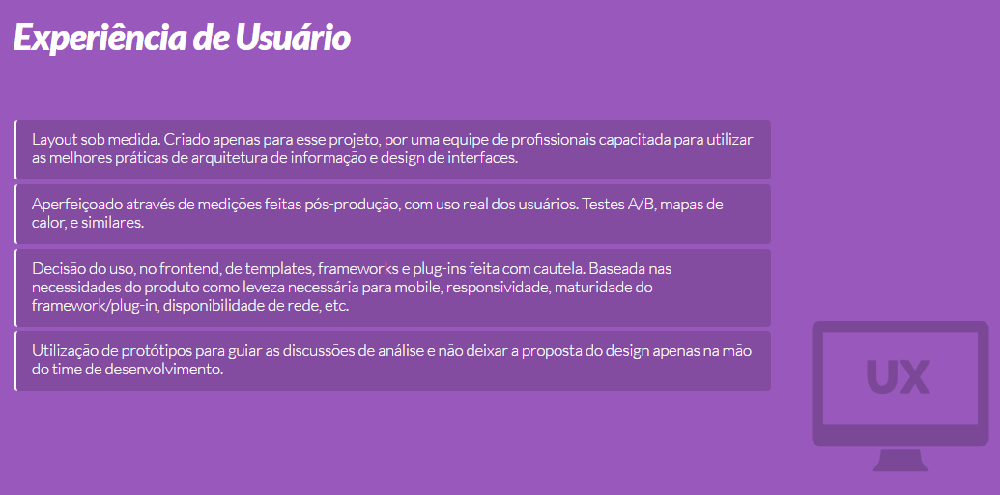 Experiência de Usuário
Layout sob medida. Criado apenas para esse projeto, por uma equipe de profissionais capacitada para utilizar
as melhores práticas de arquitetura de informação e design de interfaces.
Aperfeiçoado através de medições feitas pós-produção, com uso real dos usuários. Testes A/B, mapas de
calor, e similares.
Decisão do uso, no frontend, de templates, frameworks e plug-ins feita com cautela. Baseada nas
necessidades do produto como leveza necessária para mobile, responsividade, maturidade do
framework/plug-in, disponibilidade de rede, etc.
Utilização de protótipos para guiar as discussões de análise e não deixar a proposta do design apenas na mão
do time de desenvolvimento.
UX